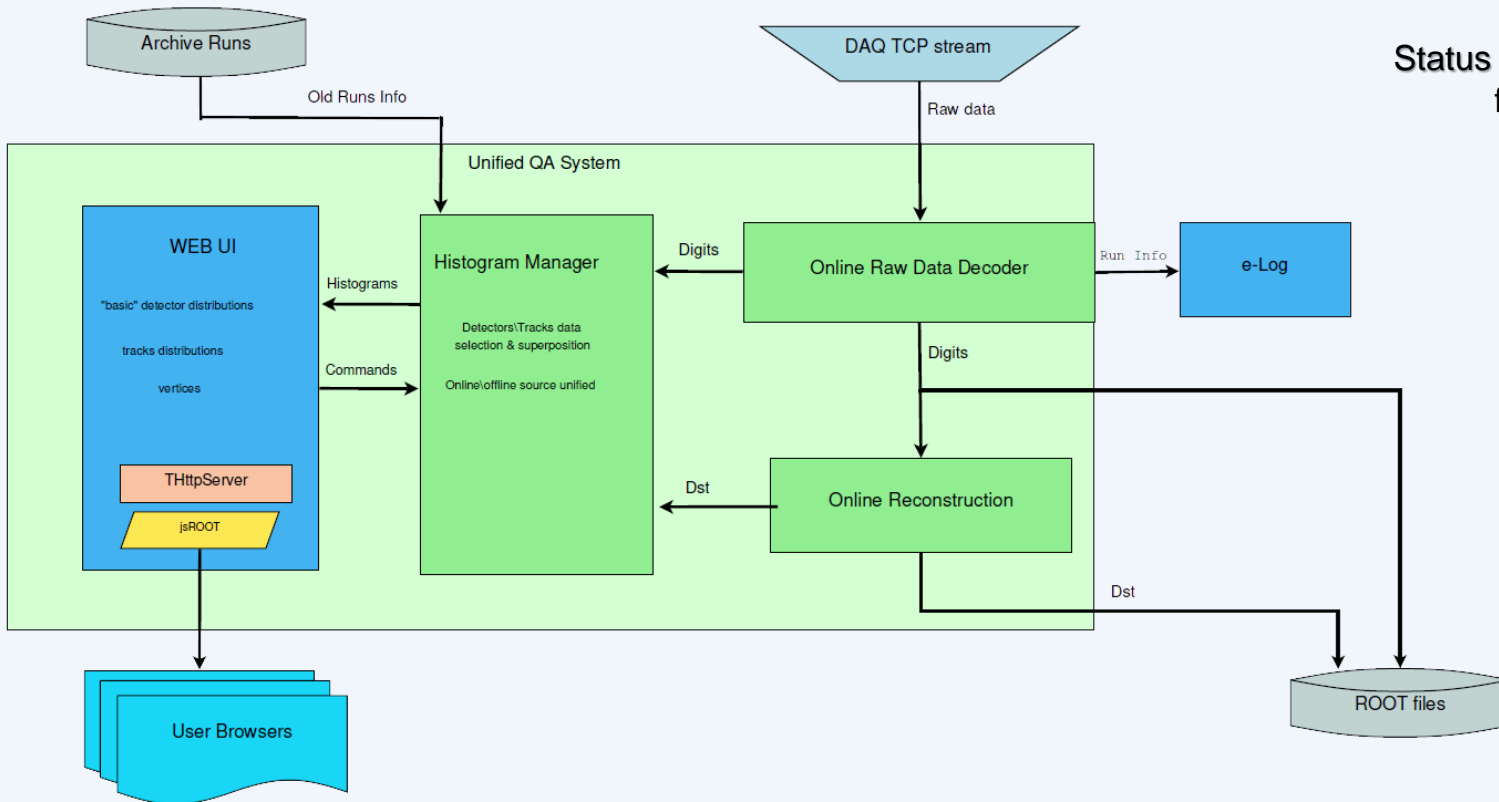 Archive Runs
DAQ TCP stream
Status
f
Old Runs Info
Raw data
Unified QA System
WEB UI
"basic" detector distributions
tracks distributions
vertices
THttpServer
jsROOT
Histograms
Commands
Histogram Manager
Detectors\Tracks data
selection & superposition
Online\offline source unified
Digits
Online Raw Data Decoder
Run Info
e-Log
Digits
Dst
Online Reconstruction
Dst
User Browsers
ROOT files